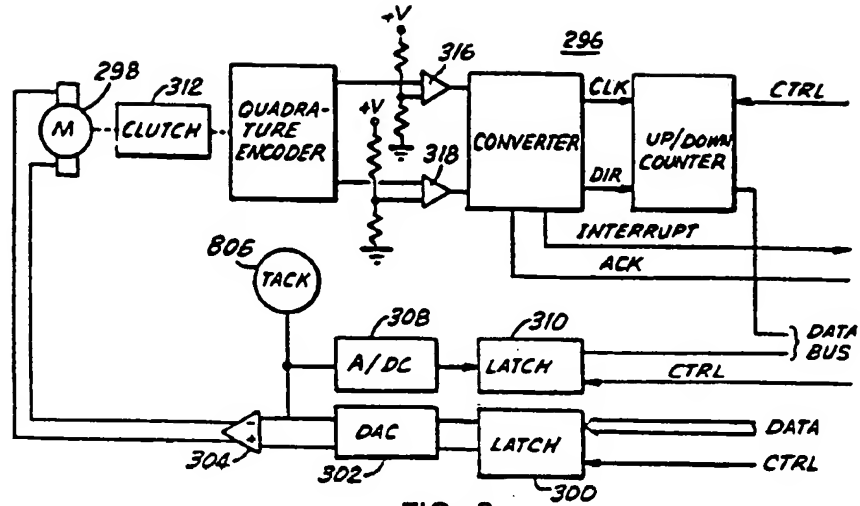 +V
316
296
298
312
QUADRA-
TURE
ENCODER
CLK
CTRL
M
CLUTCH
+V
CONVERTER
UP/DOWN
COUNTER
318
DIR
INTERRUPT
806
ACK
TACK
308
310
DATA
BUS
A/DC
LATCH
CTRL
-
+
DAC
LATCH
DATA
304
302
CTRL
300